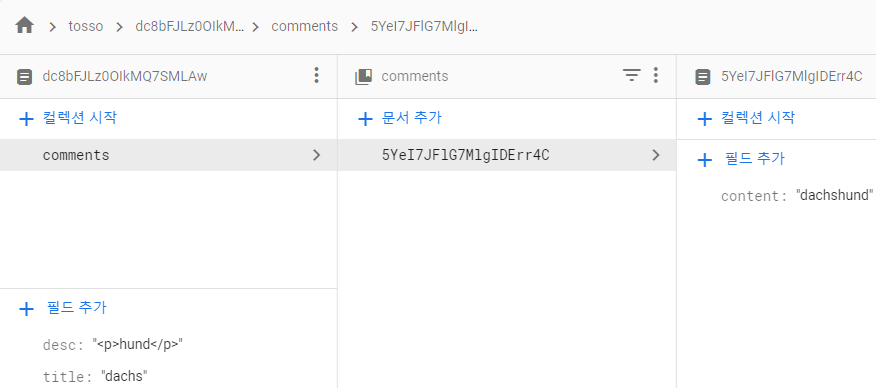 tosso dc8bFJLz0OIkM... comments 5YeI7JFlG7MlgI...
dc8bFJLz0OIkMQ7SMLAw
comments
5YeI7JFlG7MlgIDErr4C
컬렉션 시작
문서 추가
컬렉션 시작
comments
5YeI7JFlG7MlgIDErr4C
필드 추가
content: "dachshund"
필드 추가
desc: "<p>hund</p>"
title: "dachs"